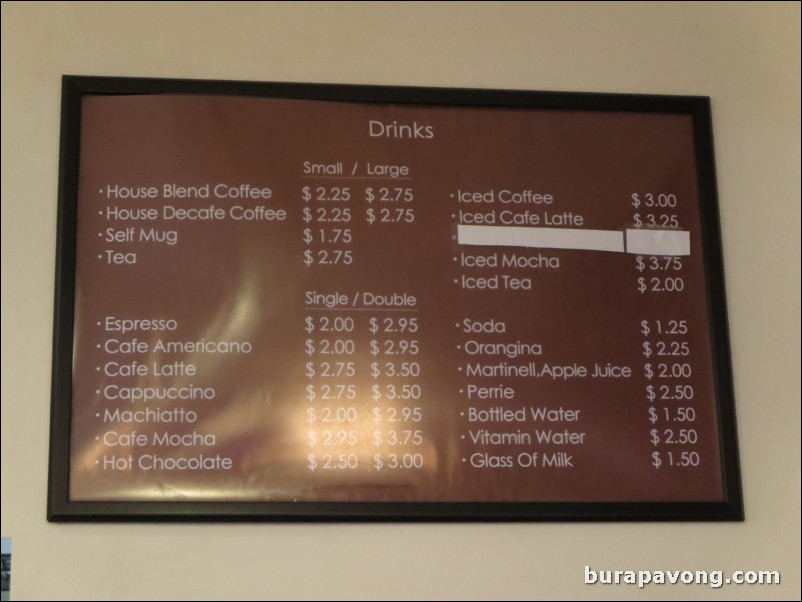 Drinks
Small / Large
· House Blend Coffee $ 2.25 $ 2.75
· House Decafe Coffee $ 2.25 $ 2.75
· Self Mug $ 1.75
· Tea $ 2.75
Single / Double
· Espresso $ 2.00 $ 2.95
· Cafe Americano $ 2.00 $ 2.95
· Cafe Latte $ 2.75 $ 3.50
· Cappuccino $ 2.75 $ 3.50
· Machiatto $ 2.00 $ 2.95
· Cafe Mocha $ 2.95 $ 3.75
· Hot Chocolate $ 2.50 $ 3.00
· Iced Coffee $ 3.00
· Iced Cafe Latte $ 3.25
· Iced Mocha $ 3.75
· Iced Tea $ 2.00
· Soda $ 1.25
· Orangina $ 2.25
· Martinell,Apple Juice $ 2.00
· Perrie $ 2.50
· Bottled Water $ 1.50
· Vitamin Water $ 2.50
· Glass Of Milk $ 1.50
burapavong.com